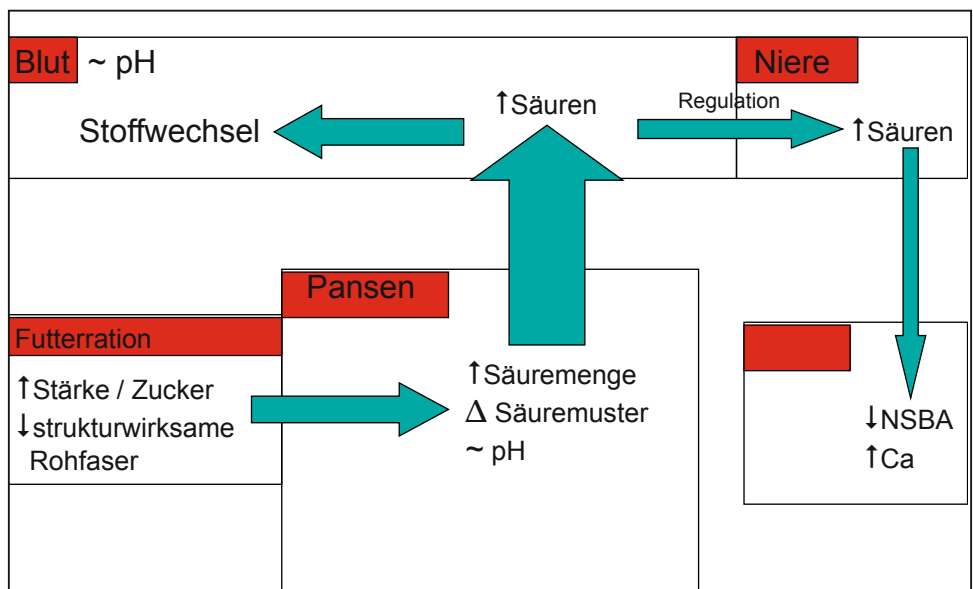 Blut ~ pH
Niere
Stoffwechsel
↑Säuren
Regulation
↑Säuren
Pansen
Futterration
↑Stärke / Zucker
↓strukturwirksame
Rohfaser
↑Säuremenge
Δ Säuremuster
~ pH
↓NSBA
↑Ca